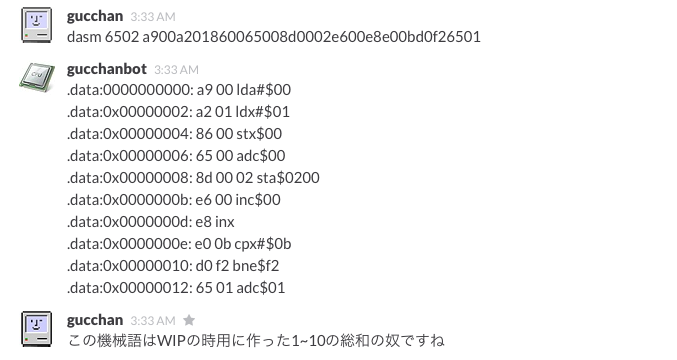 gucchan 3:33 AM
dasm 6502 a900a201860065008d0002e600e8e00bd0f26501
gucchanbot 3:33 AM
.data:0000000000: a9 00 lda#$00
.data:0x00000002: a2 01 ldx#$01
.data:0x00000004: 86 00 stx$00
.data:0x00000006: 65 00 adc$00
.data:0x00000008: 8d 00 02 sta$0200
.data:0x0000000b: e6 00 inc$00
.data:0x0000000d: e8 inx
.data:0x0000000e: e0 0b cpx#$0b
.data:0x00000010: d0 f2 bne$f2
.data:0x00000012: 65 01 adc$01
gucchan 3:33 AM ★
この機械語はWIPの時用に作った1~10の総和の奴ですね